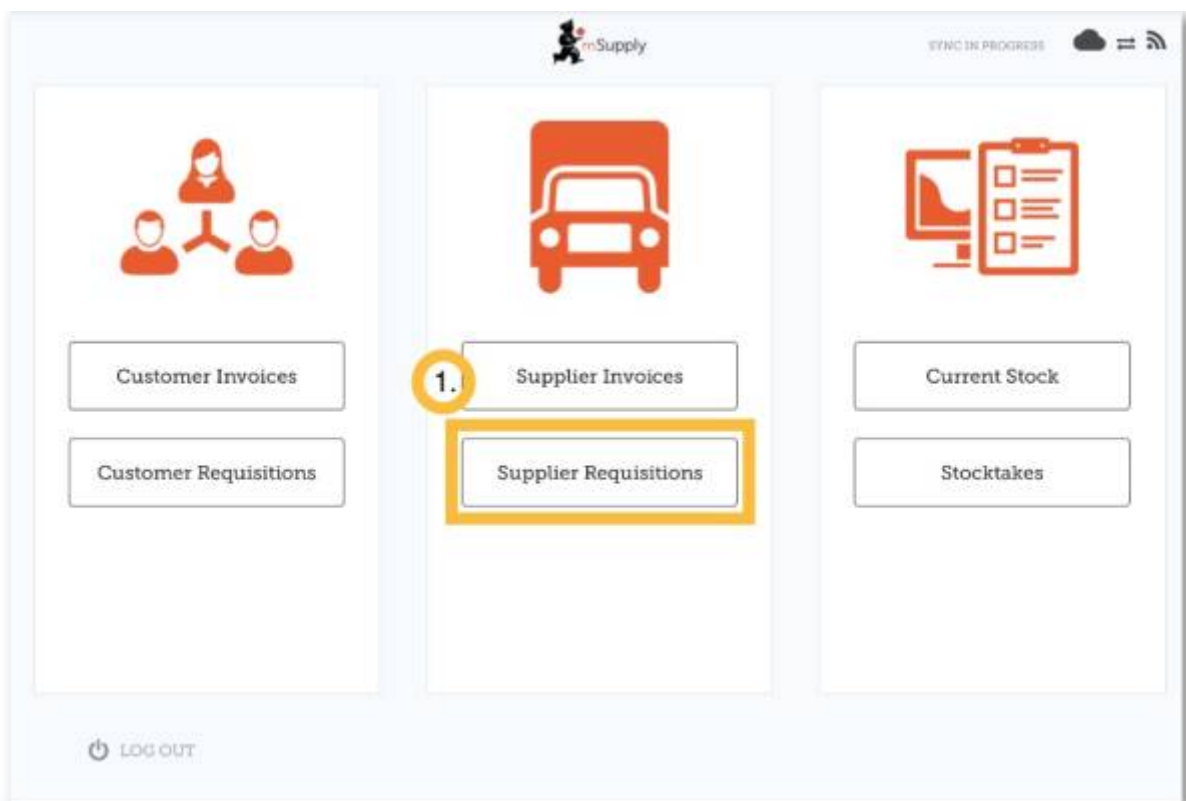 mSupply
SYNC IN PROGRESS
Customer Invoices
1.
Supplier Invoices
Current Stock
Customer Requisitions
Supplier Requisitions
Stocktakes
LOG OUT